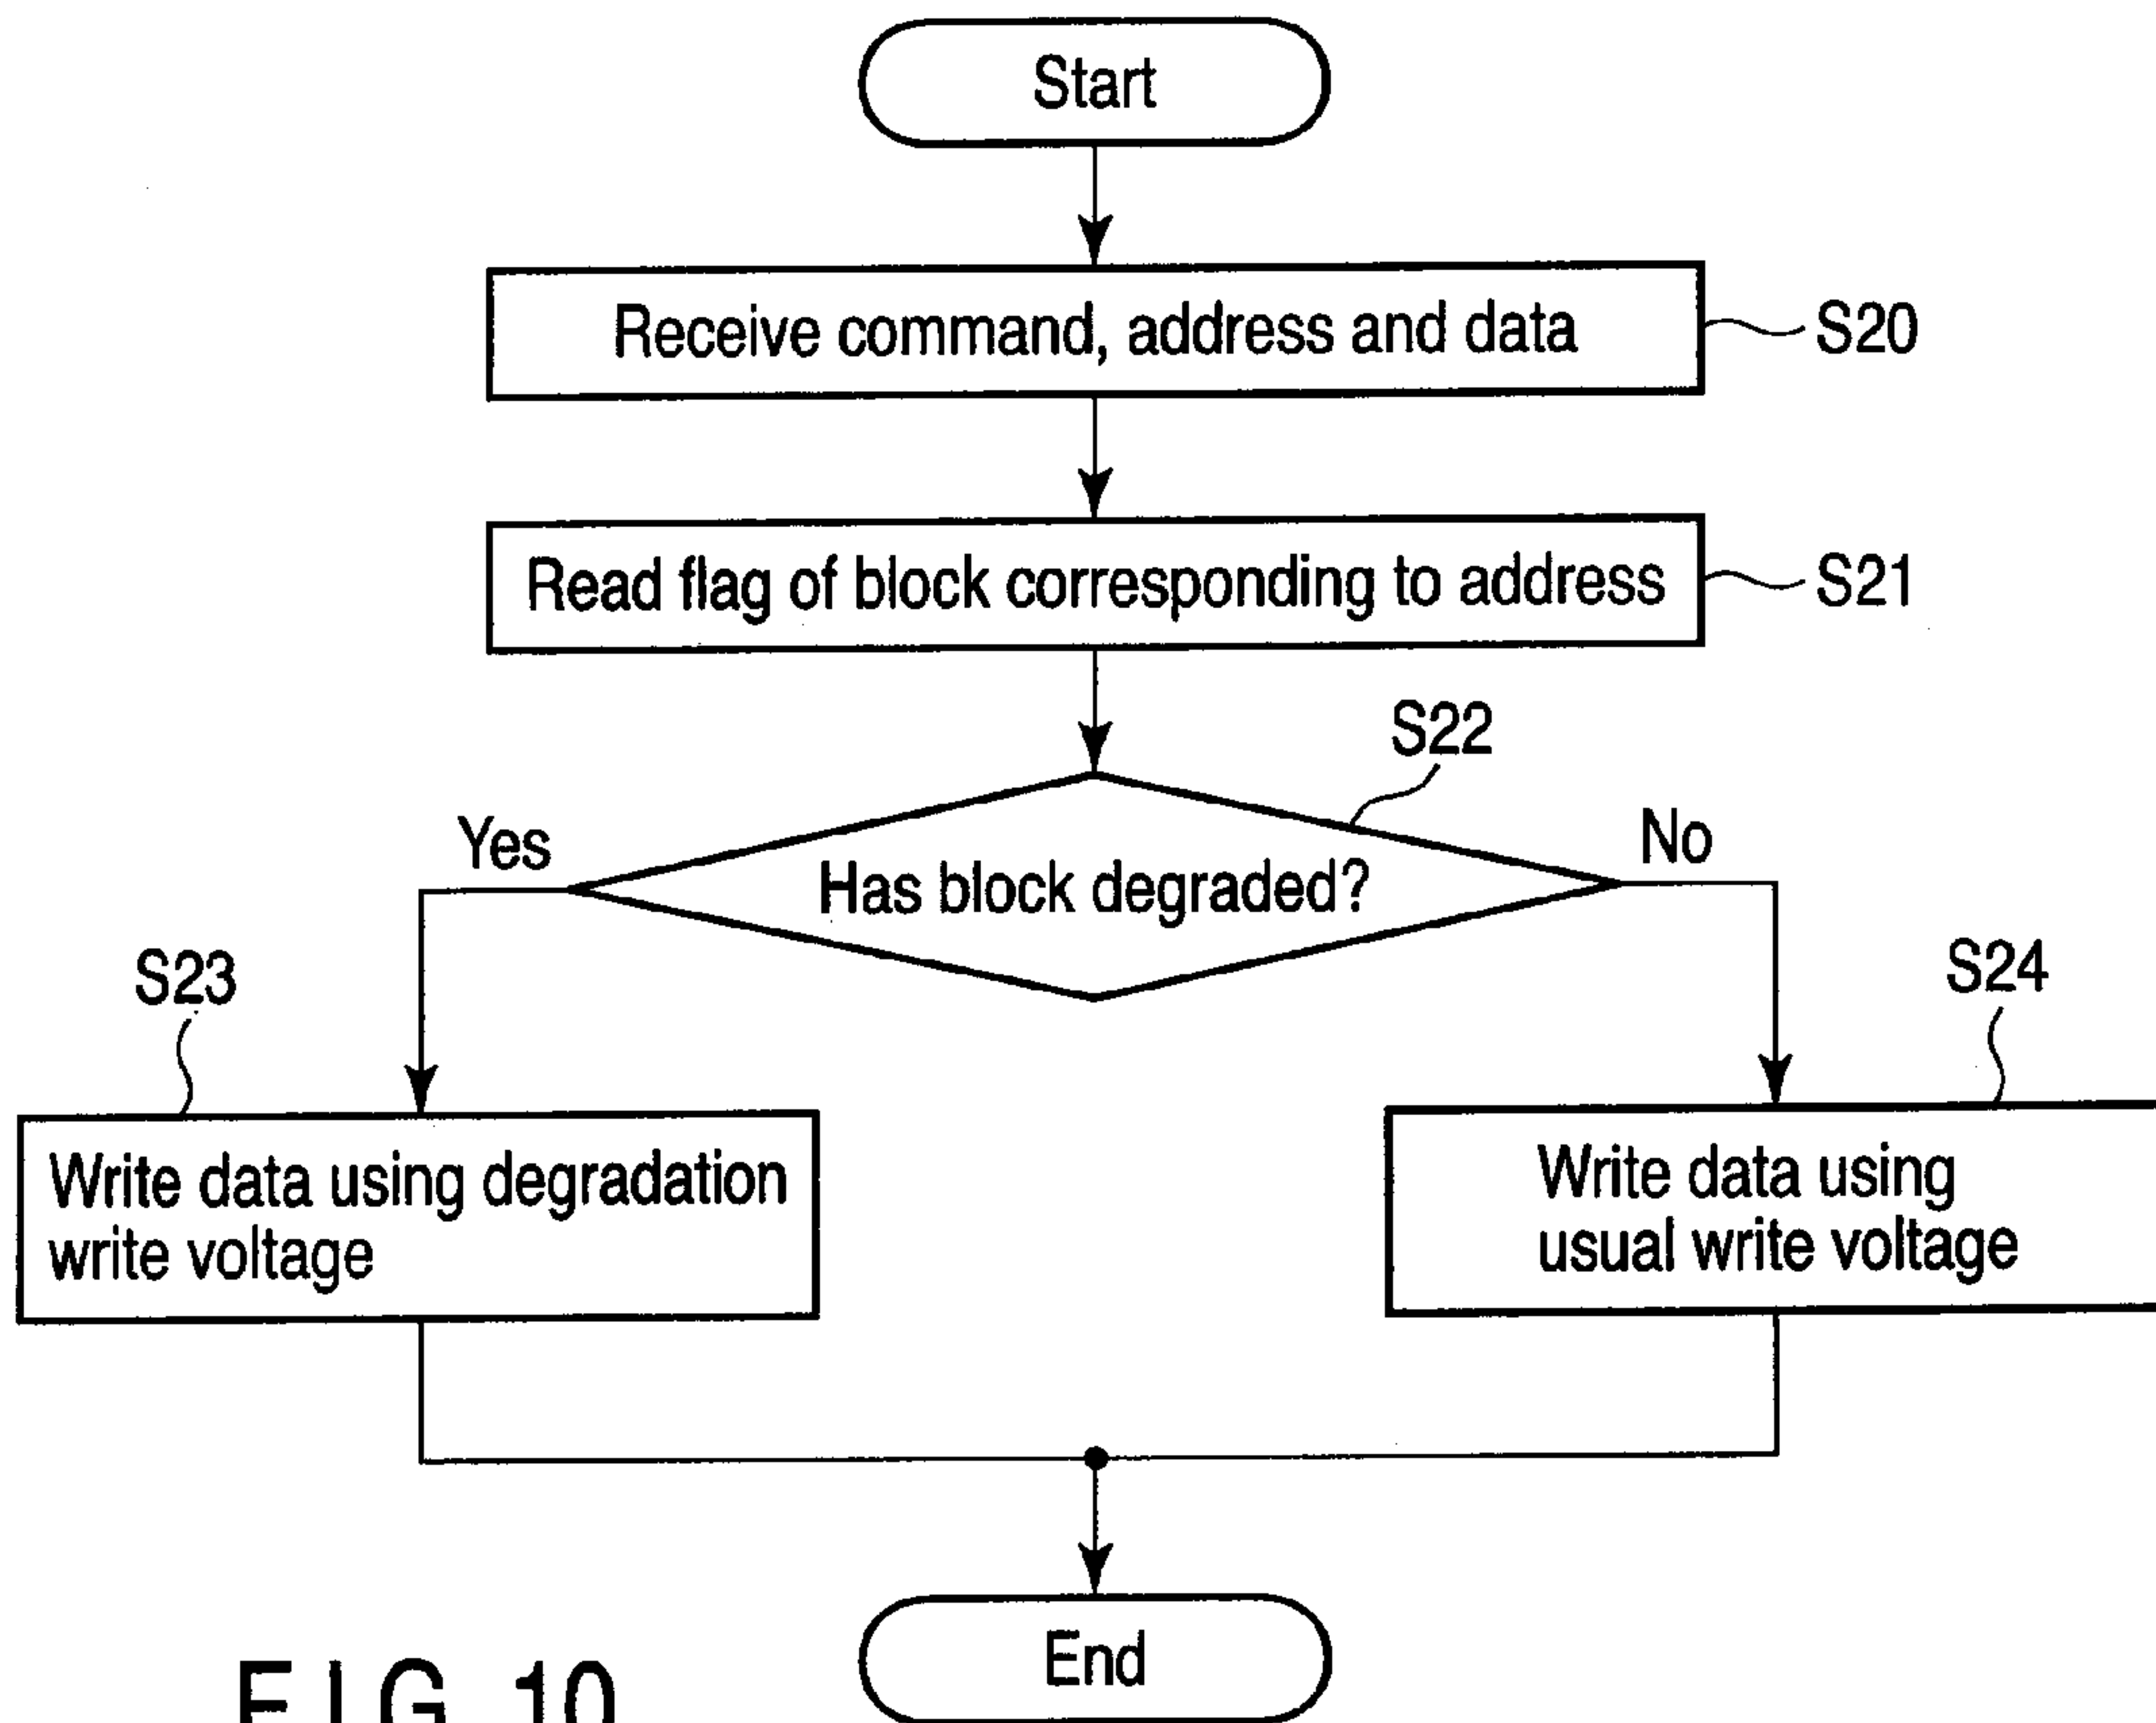 Start
Receive command, address and data
S20
Read flag of block corresponding to address
S21
S22
Yes
Has block degraded?
No
S23
S24
Write data using degradation
write voltage
Write data using
usual write voltage
End
FIG. 10